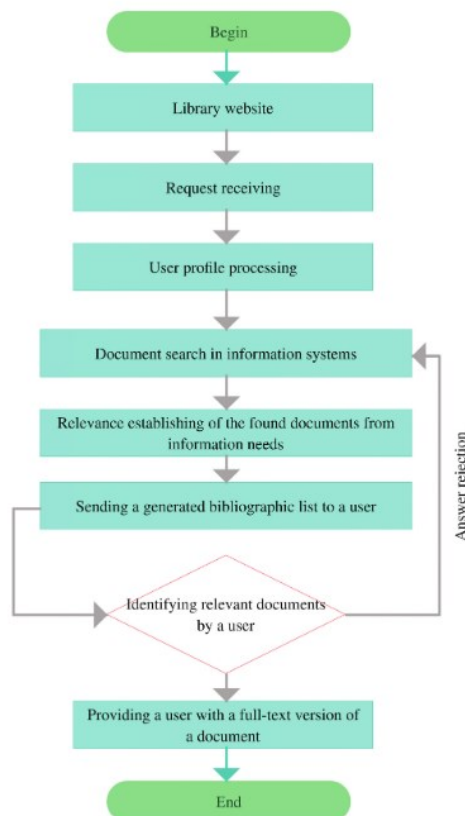 Begin
Library website
Request receiving
User profile processing
Document search in information systems
Relevance establishing of the found documents from
information needs
Sending a generated bibliographic list to a user
Answer rejection
Identifying relevant documents
by a user
Providing a user with a full-text version of
a document
End